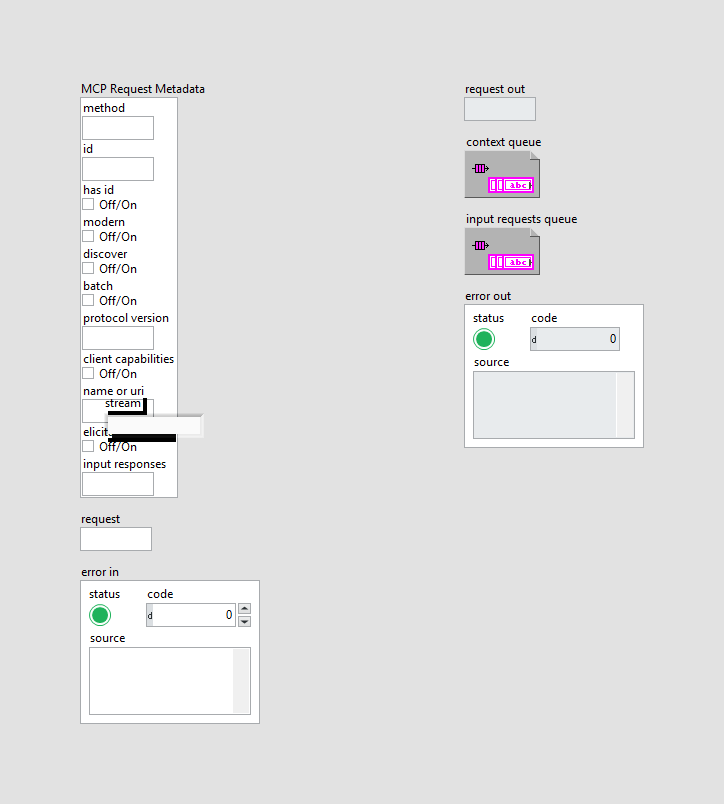 MCP Request Metadata
method
id
has id
Off/On
modern
Off/On
discover
Off/On
batch
Off/On
protocol version
client capabilities
Off/On
name or uri
stream
Off/On
input responses
request
error in
status
code
d
0
source
request out
context queue
abc
input requests queue
abc
error out
status
code
d
0
source